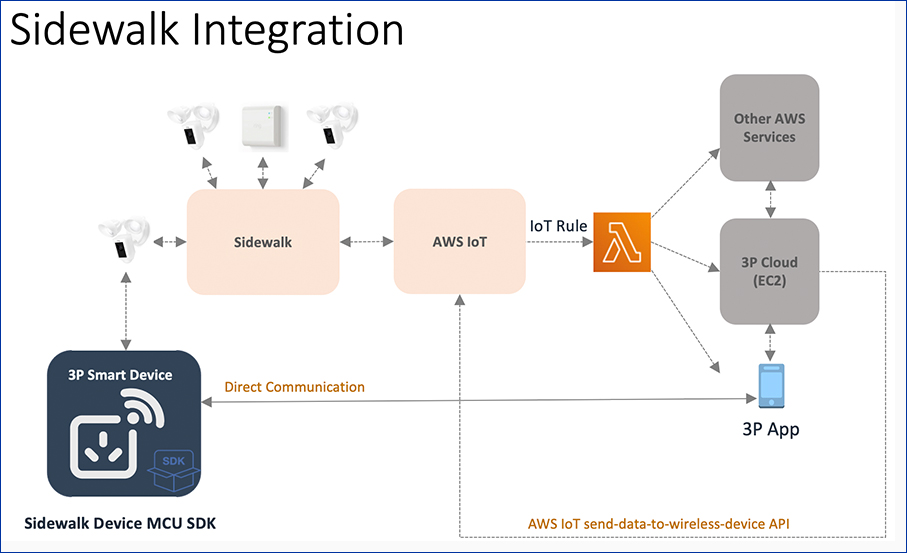 Sidewalk Integration
Other AWS
Services
IoT Rule
Sidewalk
AWS IoT
3P Cloud
(EC2)
3P Smart Device
Direct Communication
3P App
SDK
Sidewalk Device MCU SDK
AWS IoT send-data-to-wireless-device API